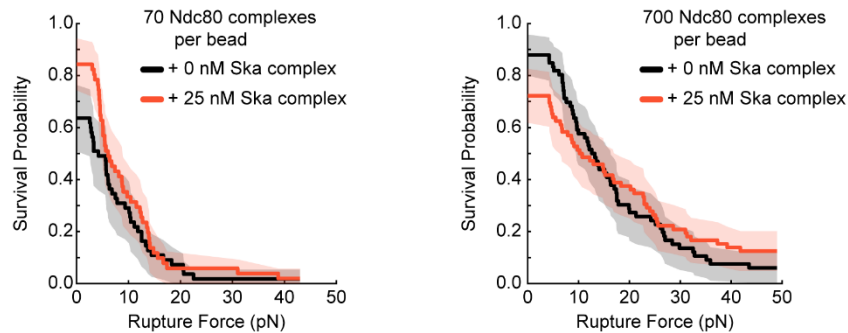 70 Ndc80 complexes
per bead
+ 0 nM Ska complex
+ 25 nM Ska complex
Survival Probability
1.0
0.8
0.6
0.4
0.2
0.0
0
10
20
30
40
50
Rupture Force (pN)
700 Ndc80 complexes
per bead
+ 0 nM Ska complex
+ 25 nM Ska complex
Survival Probability
1.0
0.8
0.6
0.4
0.2
0.0
0
10
20
30
40
50
Rupture Force (pN)